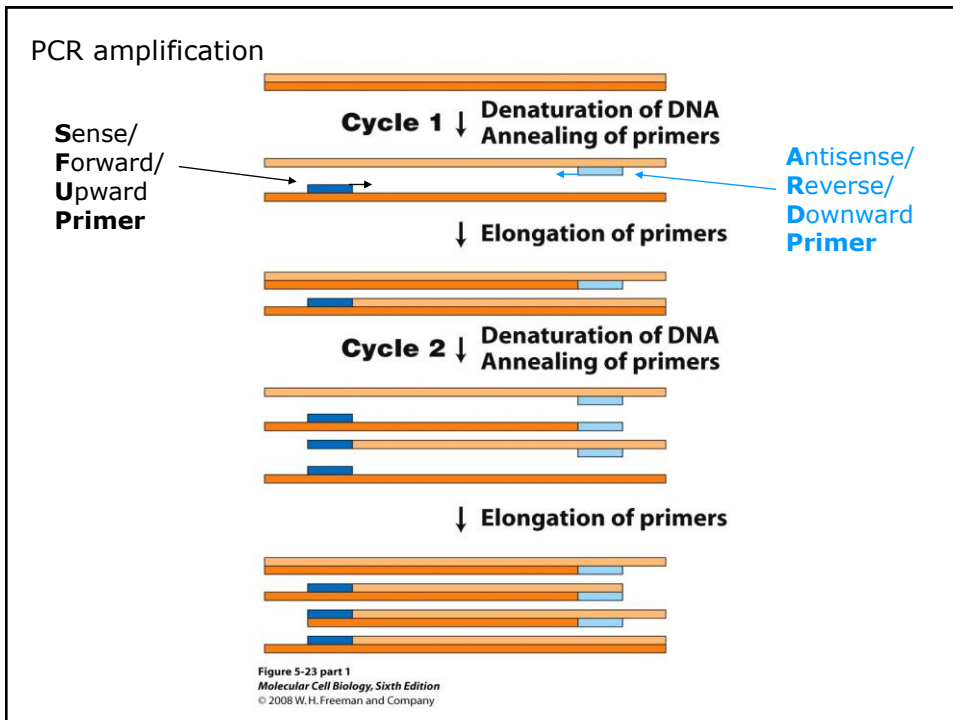 PCR amplification
Cycle 1 ↓ Denaturation of DNA
Annealing of primers
Sense/
Forward/
Upward
Primer
Antisense/
Reverse/
Downward
Primer
↓ Elongation of primers
Cycle 2 ↓ Denaturation of DNA
Annealing of primers
↓ Elongation of primers
Figure 5-23 part 1
Molecular Cell Biology, Sixth Edition
© 2008 W. H. Freeman and Company